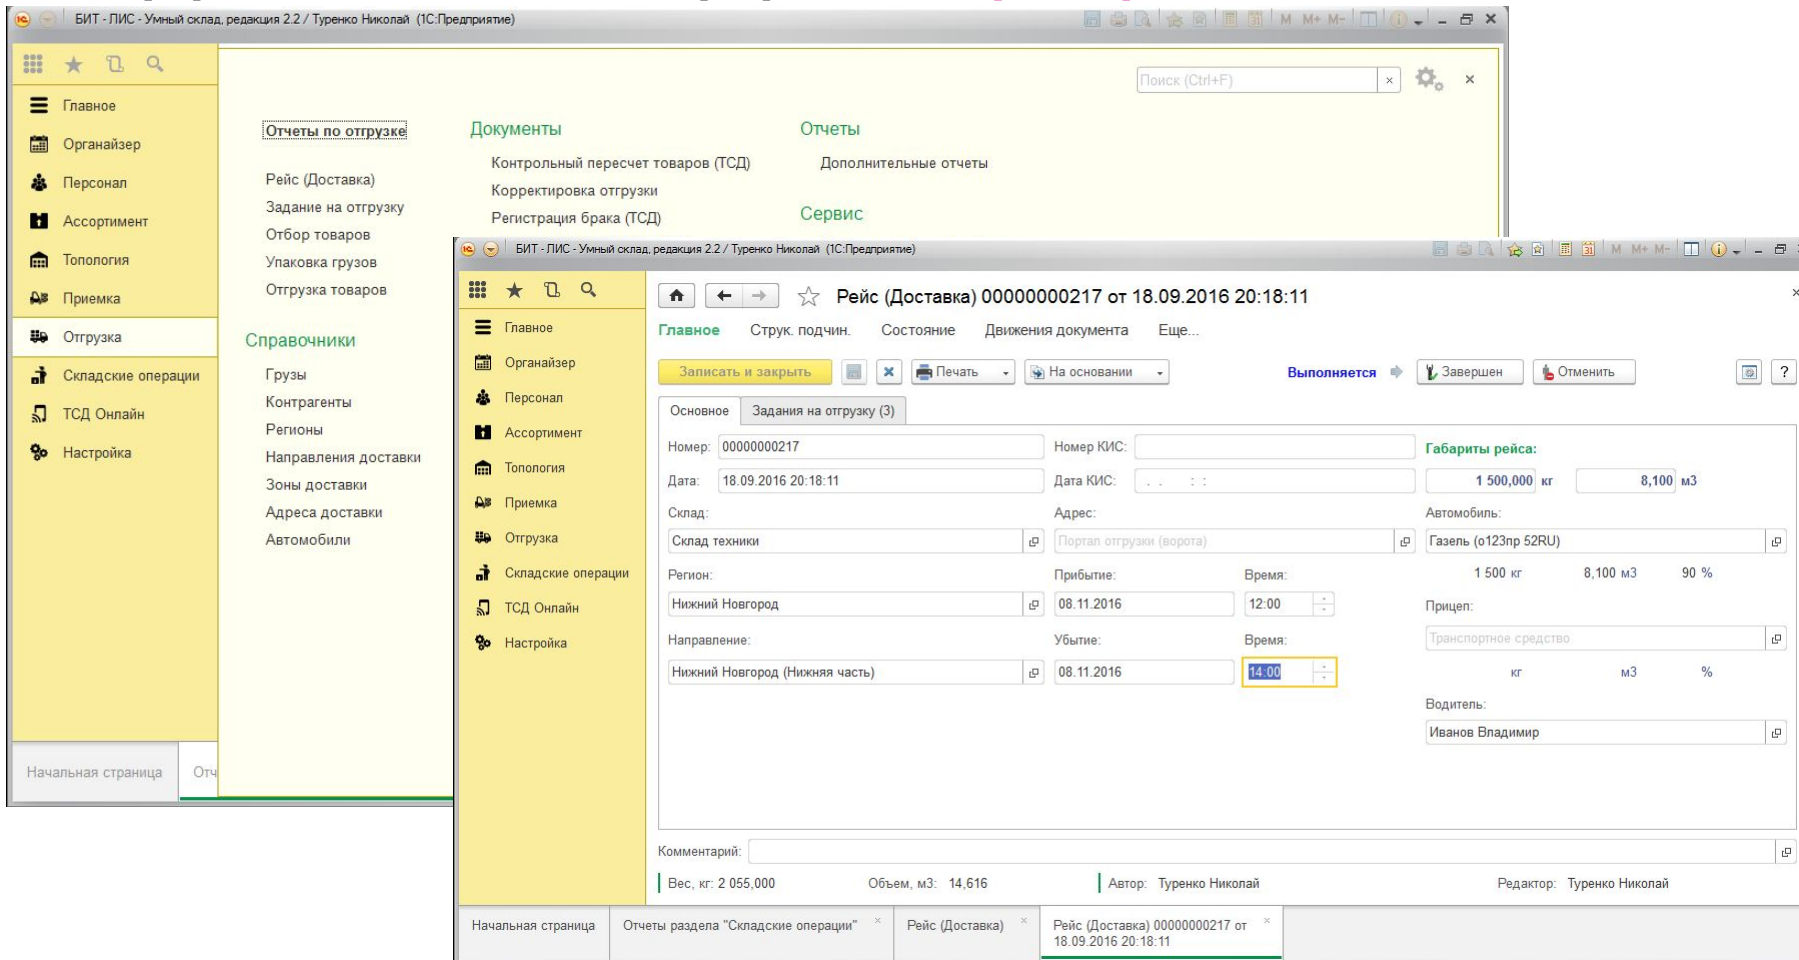 БИТ - ЛИС - Умный склад, редакция 2.2 / Туренко Николай (1С:Предприятие)
M M+ M-
Поиск (Ctrl+F)
Главное
Органайзер
Персонал
Ассортимент
Топология
Приемка
Отгрузка
Складские операции
ТСД Онлайн
Настройка
Отчеты по отгрузке
Рейс (Доставка)
Задание на отгрузку
Отбор товаров
Упаковка грузов
Отгрузка товаров
Справочники
Грузы
Контрагенты
Регионы
Направления доставки
Зоны доставки
Адреса доставки
Автомобили
Документы
Контрольный пересчет товаров (ТСД)
Корректировка отгрузки
Регистрация брака (ТСД)
Отчеты
Дополнительные отчеты
Сервис
Начальная страница
Отч
БИТ - ЛИС - Умный склад, редакция 2.2 / Туренко Николай (1С:Предприятие)
M M+ M-
Главное
Органайзер
Персонал
Ассортимент
Топология
Приемка
Отгрузка
Складские операции
ТСД Онлайн
Настройка
Рейс (Доставка) 00000000217 от 18.09.2016 20:18:11
Главное Струк. подчин. Состояние Движения документа Еще...
Записать и закрыть Печать На основании Выполняется Завершен Отменить ?
Основное Задания на отгрузку (3)
Номер: 00000000217 Номер КИС: Габариты рейса:
Дата: 18.09.2016 20:18:11 Дата КИС: . . : : 1 500,000 кг 8,100 м3
Склад: Адрес: Автомобиль:
Склад техники Портал отгрузки (ворота) Газель (о123пр 52RU)
Регион: Прибытие: Время: 1 500 кг 8,100 м3 90 %
Нижний Новгород 08.11.2016 12:00 Прицеп:
Направление: Убытие: Время: Транспортное средство
Нижний Новгород (Нижняя часть) 08.11.2016 14:00 кг м3 %
Водитель:
Иванов Владимир
Комментарий:
Вес, кг: 2 055,000 Объем, м3: 14,616 Автор: Туренко Николай Редактор: Туренко Николай
Начальная страница Отчеты раздела "Складские операции" Рейс (Доставка) Рейс (Доставка) 00000000217 от
18.09.2016 20:18:11